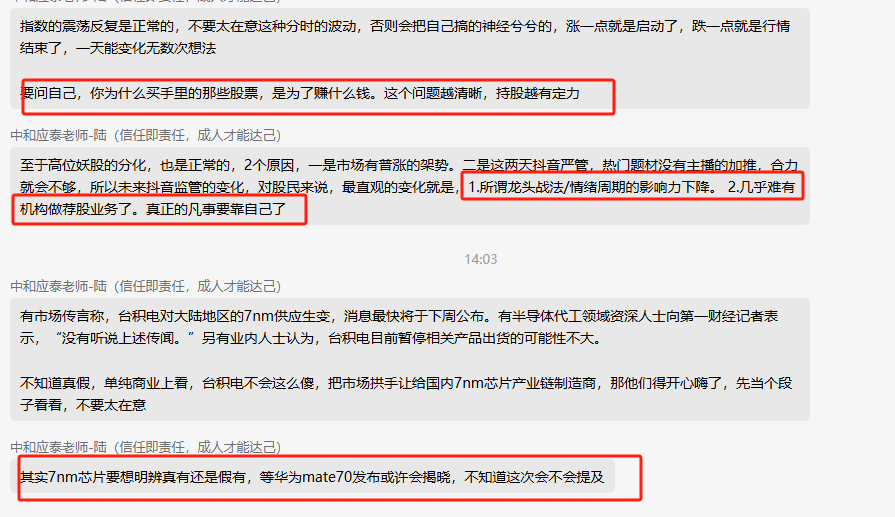 指数的震荡反复是正常的，不要太在意这种分时的波动，否则会把自己搞的神经兮兮的，涨一点就是启动了，跌一点就是行情
结束了，一天能变化无数次想法
要问自己，你为什么买手里的那些股票，是为了赚什么钱。这个问题越清晰，持股越有定力
中和应泰老师-陆（信任即责任，成人才能达己）
至于高位妖股的分化，也是正常的，2个原因，一是市场有普涨的架势。二是这两天抖音严管，热门题材没有主播的加推，合力
就会不够，所以未来抖音监管的变化，对股民来说，最直观的变化就是，1.所谓龙头战法/情绪周期的影响力下降。 2.几乎难有
机构做荐股业务了。真正的凡事要靠自己了
14:03
中和应泰老师-陆（信任即责任，成人才能达己）
有市场传言称，台积电对大陆地区的7nm供应生变，消息最快将于下周公布。有半导体代工领域资深人士向第一财经记者表
示，“没有听说上述传闻。”另有业内人士认为，台积电目前暂停相关产品出货的可能性不大。
不知道真假，单纯商业上看，台积电不会这么傻，把市场拱手让给国内7nm芯片产业链制造商，那他们得开心嗨了，先当个段
子看看，不要太在意
中和应泰老师-陆（信任即责任，成人才能达己）
其实7nm芯片要想明辨真有还是假有，等华为mate70发布或许会揭晓，不知道这次会不会提及